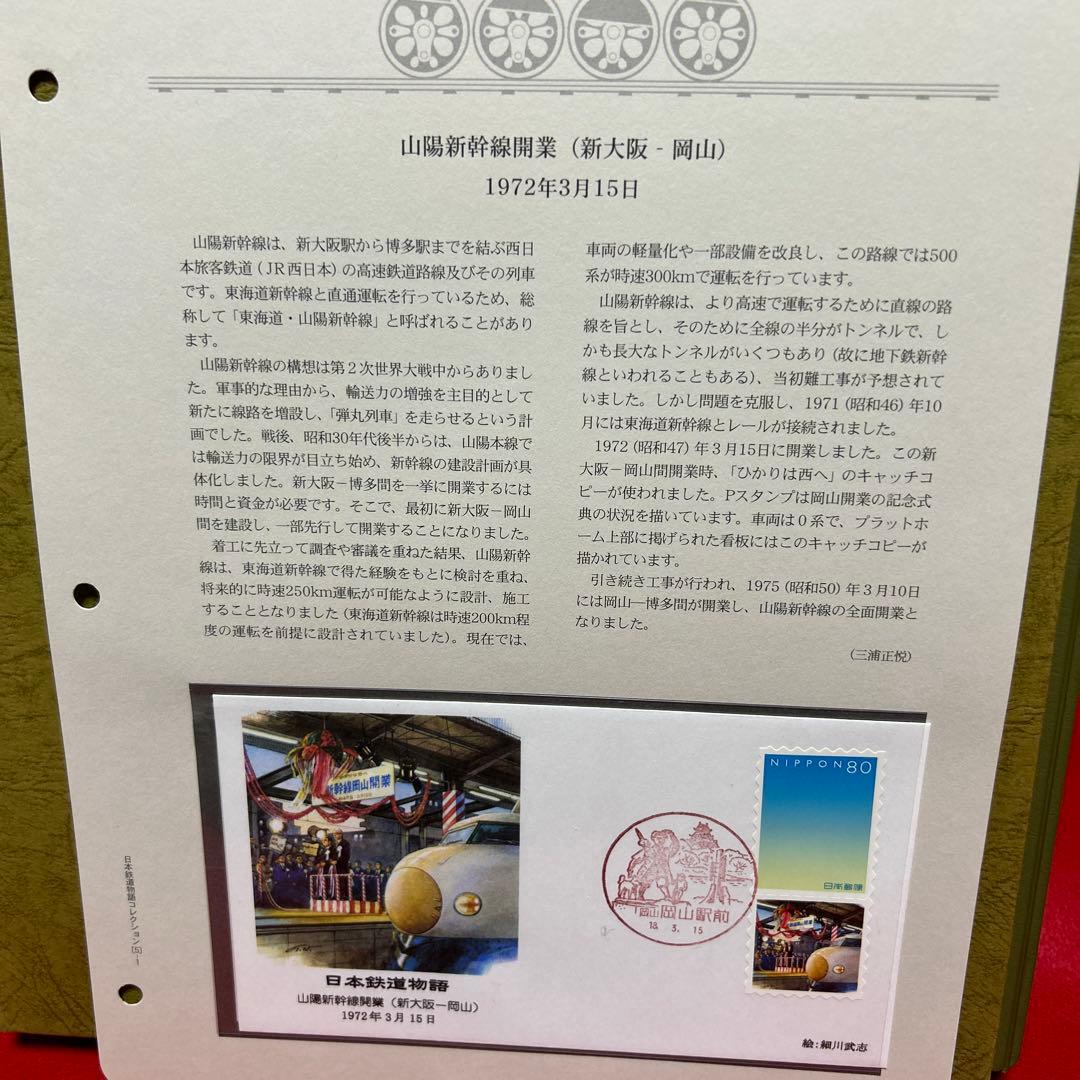 山陽新幹線開業（新大阪 - 岡山）
1972年3月15日
山陽新幹線は、新大阪駅から博多駅までを結ぶ西日
本旅客鉄道（JR西日本）の高速鉄道路線及びその列車
です。東海道新幹線と直通運転を行っているため、総
称して「東海道・山陽新幹線」と呼ばれることがあり
ます。
山陽新幹線の構想は第２次世界大戦中からありまし
た。軍事的な理由から、輸送力の増強を主目的として
新たに線路を増設し、「弾丸列車」を走らせるという計
画でした。戦後、昭和30年代後半からは、山陽本線で
は輸送力の限界が目立ち始め、新幹線の建設計画が具
体化しました。新大阪－博多間を一挙に開業するには
時間と資金が必要です。そこで、最初に新大阪－岡山
間を建設し、一部先行して開業することになりました。
着工に先立って調査や審議を重ねた結果、山陽新幹
線は、東海道新幹線で得た経験をもとに検討を重ね、
将来的に時速250km運転が可能なように設計、施工
することとなりました（東海道新幹線は時速200km程
度の運転を前提に設計されていました）。現在では、
車両の軽量化や一部設備を改良し、この路線では500
系が時速300kmで運転を行っています。
山陽新幹線は、より高速で運転するために直線の路
線を旨とし、そのために全線の半分がトンネルで、し
かも長大なトンネルがいくつもあり（故に地下鉄新幹
線といわれることもある）、当初難工事が予想されて
いました。しかし問題を克服し、1971（昭和46）年10
月には東海道新幹線とレールが接続されました。
1972（昭和47）年３月15日に開業しました。この新
大阪－岡山間開業時、「ひかりは西へ」のキャッチコ
ピーが使われました。Pスタンプは岡山開業の記念式
典の状況を描いています。車両は０系で、プラットホ
ーム上部に掲げられた看板にはこのキャッチコピーが
描かれています。
引き続き工事が行われ、1975（昭和50）年３月10日
には岡山―博多間が開業し、山陽新幹線の全面開業と
なりました。
（三浦正悦）
新幹線岡山開業
日本鉄道物語
山陽新幹線開業（新大阪－岡山）
1972年3月15日
岡山 岡山駅前
18. 3. 15
NIPPON 80
日本郵便
絵：細川武志
日本鉄道物語コレクション[5]－I